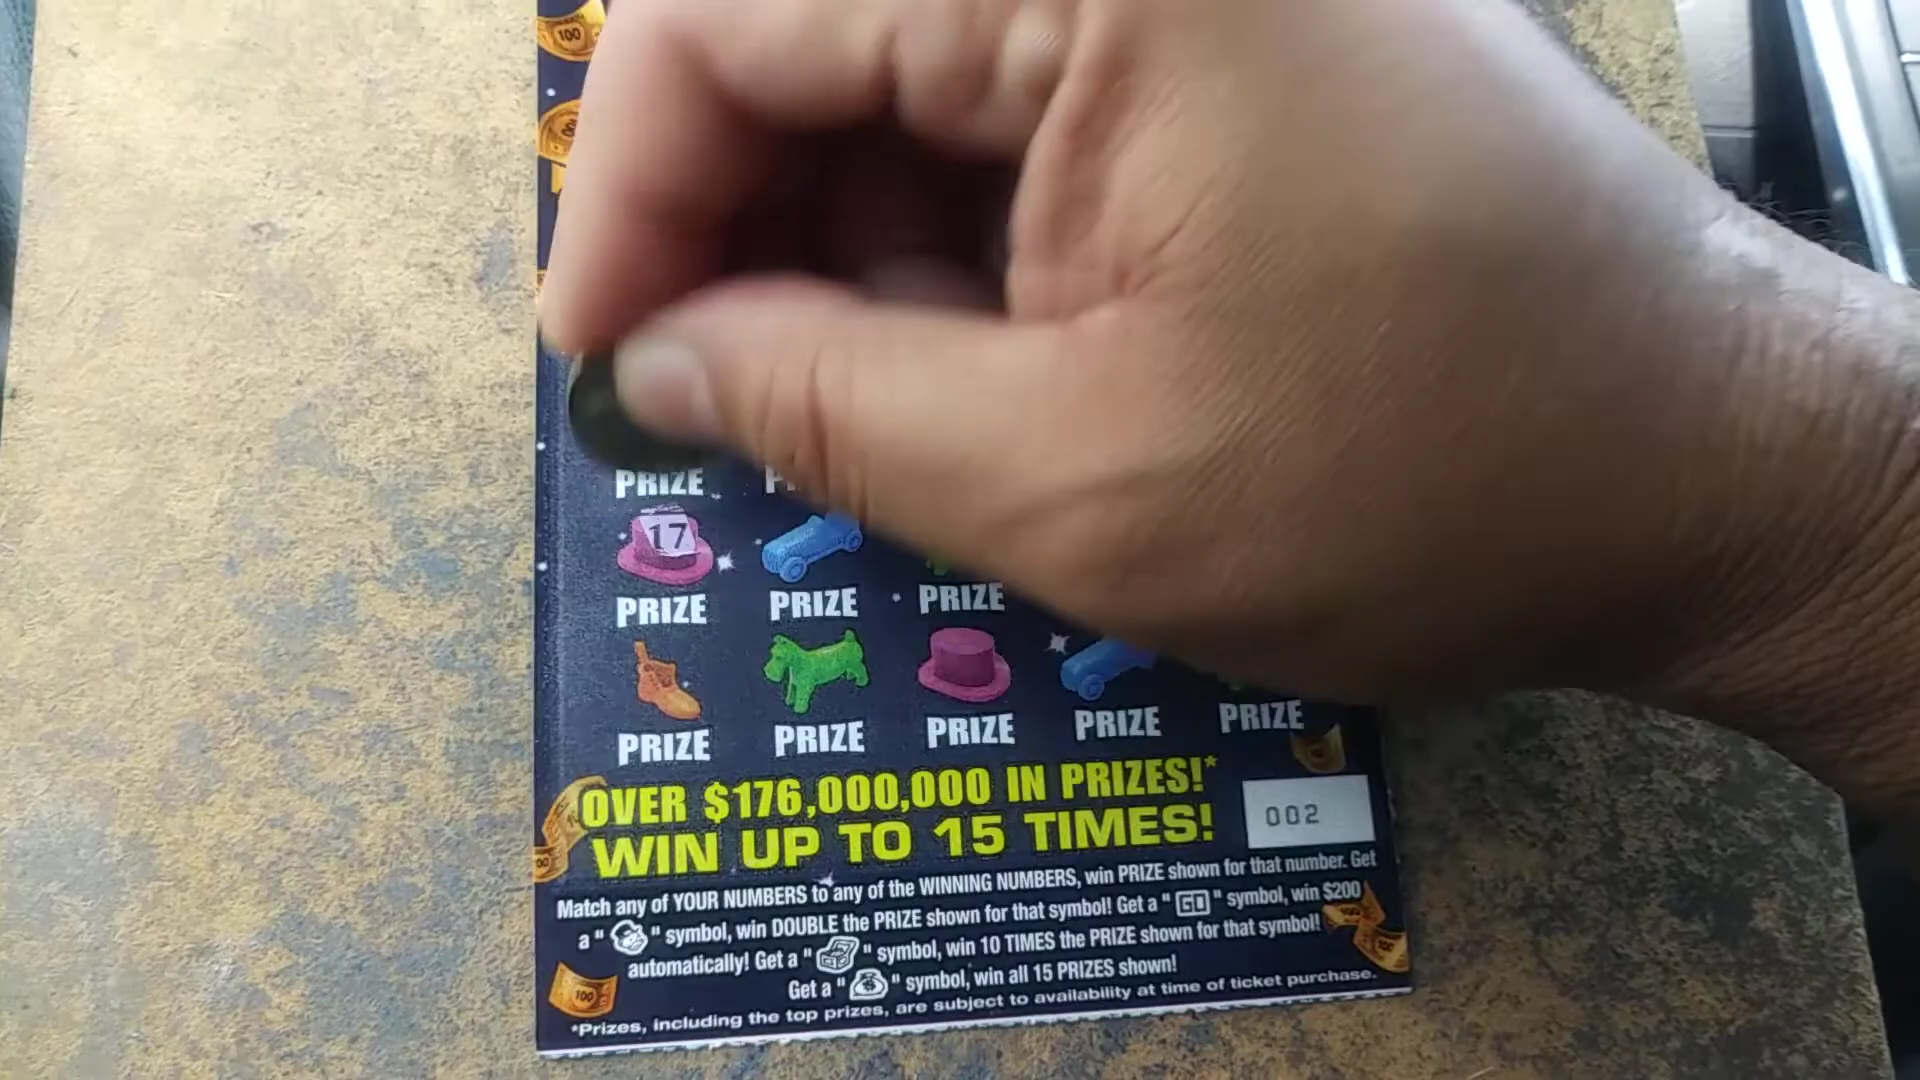 100
PRIZE
17
PRIZE PRIZE PRIZE
PRIZE PRIZE PRIZE PRIZE PRIZE
OVER $176,000,000 IN PRIZES!*
WIN UP TO 15 TIMES!
002
Match any of YOUR NUMBERS to any of the WINNING NUMBERS, win PRIZE shown for that number. Get
a " " symbol, win DOUBLE the PRIZE shown for that symbol! Get a " GO " symbol, win $200
automatically! Get a " " symbol, win 10 TIMES the PRIZE shown for that symbol!
Get a " " symbol, win all 15 PRIZES shown!
*Prizes, including the top prizes, are subject to availability at time of ticket purchase.
100
100
100